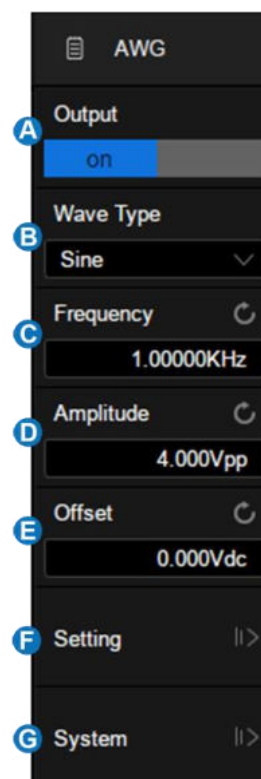 AWG
A
Output
on
B
Wave Type
Sine
C
Frequency
1.00000KHz
D
Amplitude
4.000Vpp
E
Offset
0.000Vdc
F
Setting
G
System